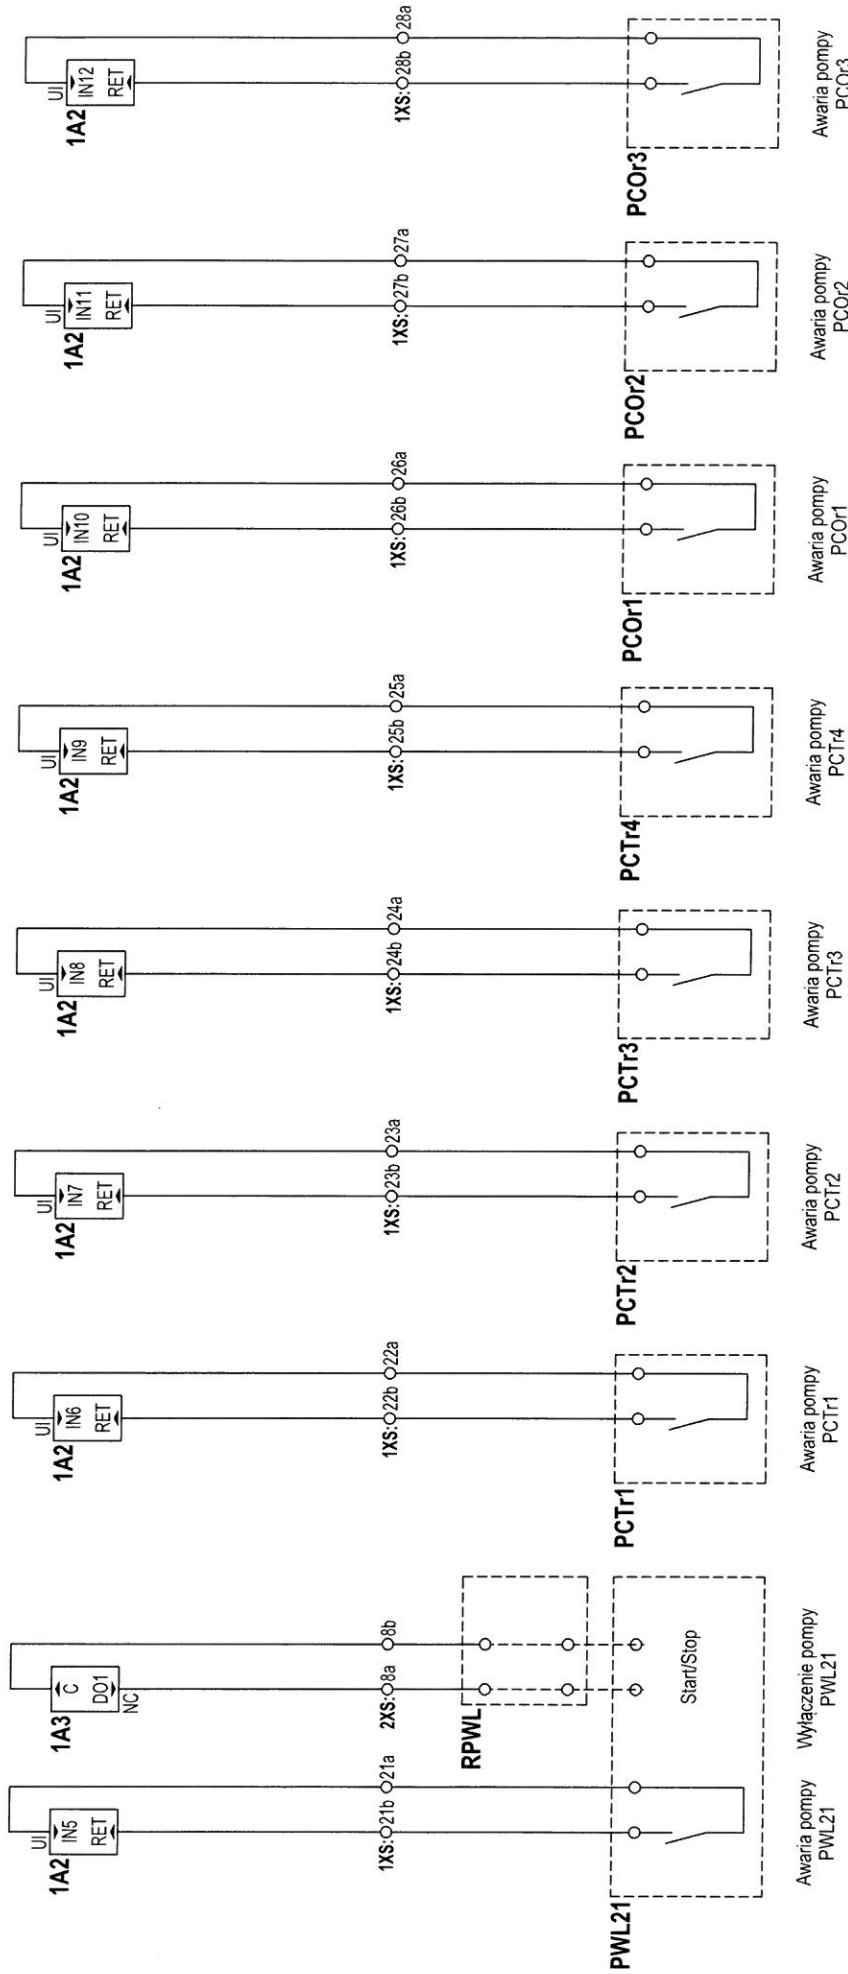 UI
1A2
IN5
RET
1XS:
21b
21a
PWL21
Awaria pompy
PWL21
1A3
C
DO1
NC
2XS:
8a
8b
RPWL
Start/Stop
Wyłączenie pompy
PWL21
UI
1A2
IN6
RET
1XS:
22b
22a
PCTr1
Awaria pompy
PCTr1
UI
1A2
IN7
RET
1XS:
23b
23a
PCTr2
Awaria pompy
PCTr2
UI
1A2
IN8
RET
1XS:
24b
24a
PCTr3
Awaria pompy
PCTr3
UI
1A2
IN9
RET
1XS:
25b
25a
PCTr4
Awaria pompy
PCTr4
UI
1A2
IN10
RET
1XS:
26b
26a
PCOr1
Awaria pompy
PCOr1
UI
1A2
IN11
RET
1XS:
27b
27a
PCOr2
Awaria pompy
PCOr2
UI
1A2
IN12
RET
1XS:
28b
28a
PCOr3
Awaria pompy
PCOr3